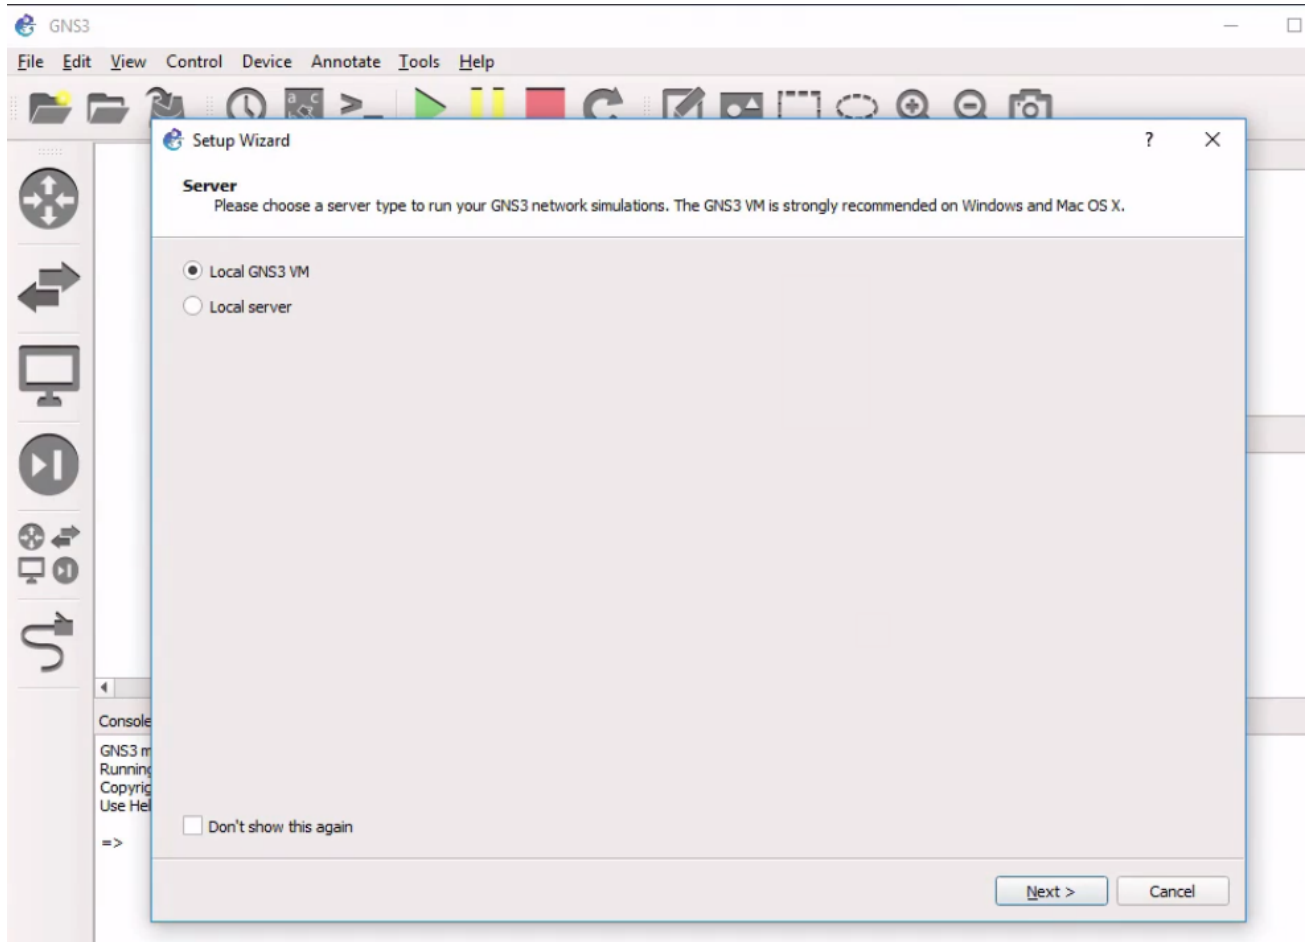 GNS3
File Edit View Control Device Annotate Tools Help
Setup Wizard
?
Server
Please choose a server type to run your GNS3 network simulations. The GNS3 VM is strongly recommended on Windows and Mac OS X.
Local GNS3 VM
Local server
Console
GNS3 m
Running
Copyrig
Use Hel
=>
Don't show this again
Next >
Cancel